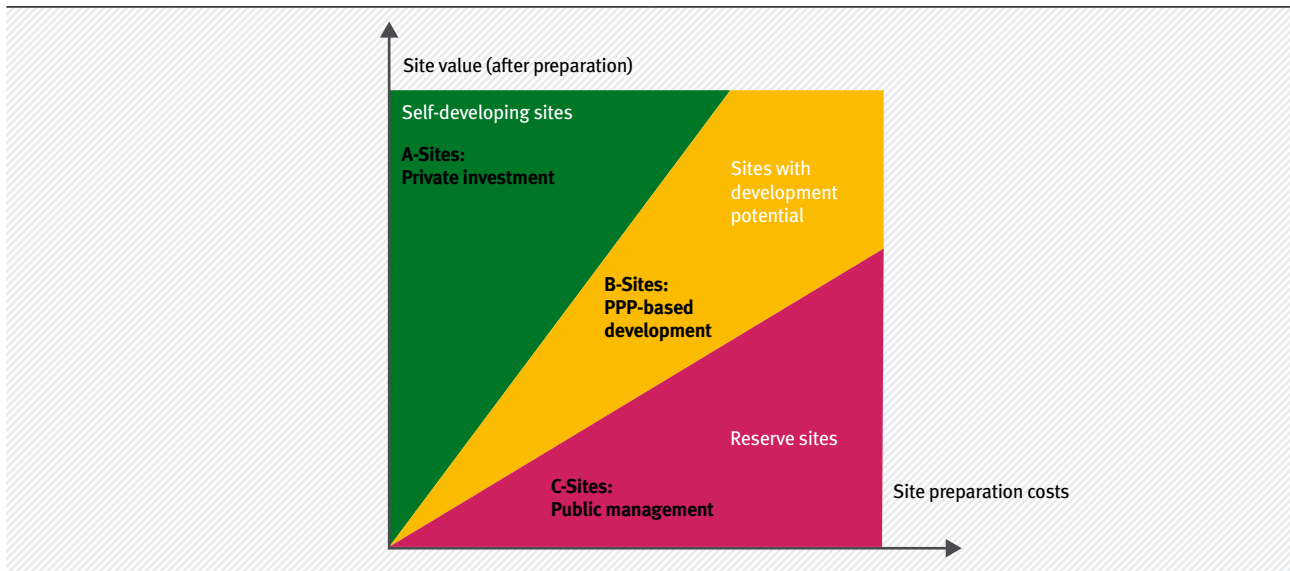 Site value (after preparation)
Self-developing sites
A-Sites:
Private investment
Sites with
development
potential
B-Sites:
PPP-based
development
Reserve sites
C-Sites:
Public management
Site preparation costs